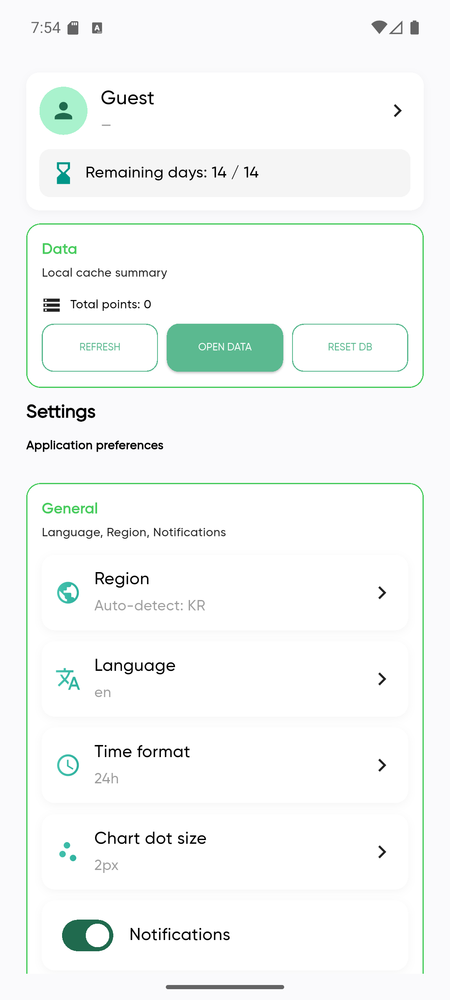 7:54
Guest
–
Remaining days: 14 / 14
Data
Local cache summary
Total points: 0
REFRESH
OPEN DATA
RESET DB
Settings
Application preferences
General
Language, Region, Notifications
Region
Auto-detect: KR
Language
en
Time format
24h
Chart dot size
2px
Notifications